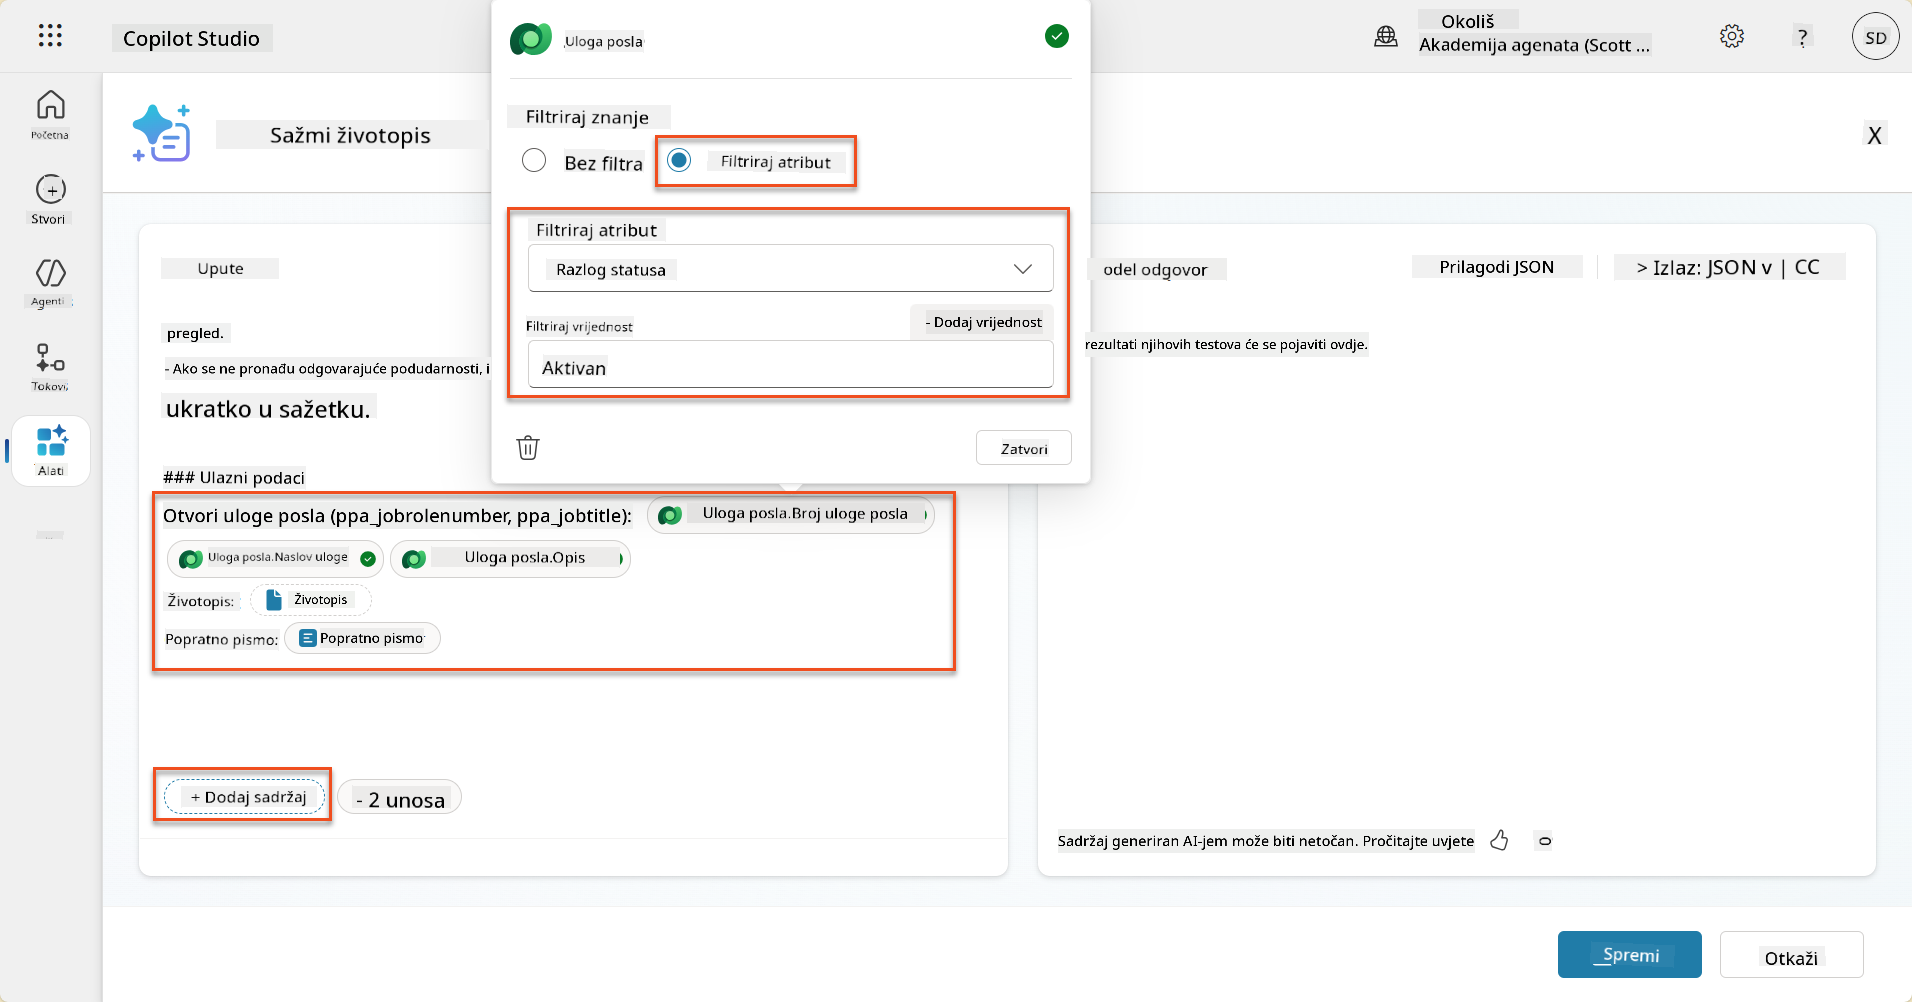 Copilot Studio
Okoliš
Akademija agenata (Scott ...
?
SD
Početna
Stvori
Agenti
Tokovi
Alati
Sažmi životopis
X
Uloga posla
Filtriraj znanje
Bez filtra
Filtriraj atribut
Filtriraj atribut
Razlog statusa
Filtriraj vrijednost
- Dodaj vrijednost
Aktivan
Zatvori
Upute
pregled.
- Ako se ne pronađu odgovarajuće podudarnosti, i
ukratko u sažetku.
### Ulazni podaci
Otvori uloge posla (ppa_jobrolenumber, ppa_jobtitle): Uloga posla.Broj uloge posla
Uloga posla.Naslov uloge Uloga posla.Opis
Životopis: Životopis
Popratno pismo: Popratno pismo
+ Dodaj sadržaj
- 2 unosa
odel odgovor
Prilagodi JSON
> Izlaz: JSON v | CC
rezultati njihovih testova će se pojaviti ovdje.
Sadržaj generiran AI-jem može biti netočan. Pročitajte uvjete
Spremi
Otkaži